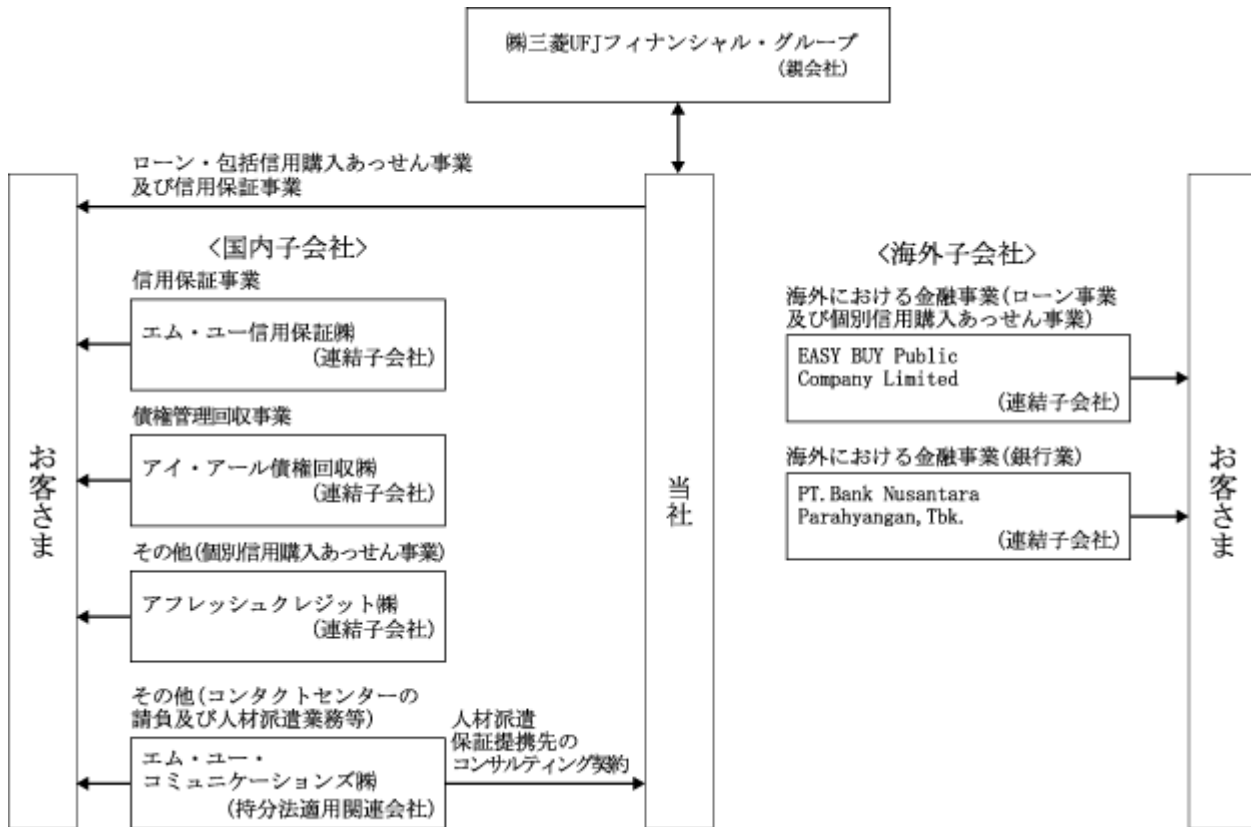 ㈱三菱UFJフィナンシャル・グループ
(親会社)
ローン・包括信用購入あっせん事業
及び信用保証事業
<国内子会社>
信用保証事業
エム・ユー信用保証㈱
(連結子会社)
債権管理回収事業
アイ・アール債権回収㈱
(連結子会社)
その他(個別信用購入あっせん事業)
アフレッシュクレジット㈱
(連結子会社)
その他(コンタクトセンターの
請負及び人材派遣業務等)
エム・ユー・
コミュニケーションズ㈱
(持分法適用関連会社)
人材派遣
保証提携先の
コンサルティング契約
お客さま
当社
<海外子会社>
海外における金融事業(ローン事業
及び個別信用購入あっせん事業)
EASY BUY Public
Company Limited
(連結子会社)
海外における金融事業(銀行業)
PT.Bank Nusantara
Parahyangan,Tbk.
(連結子会社)
お客さま